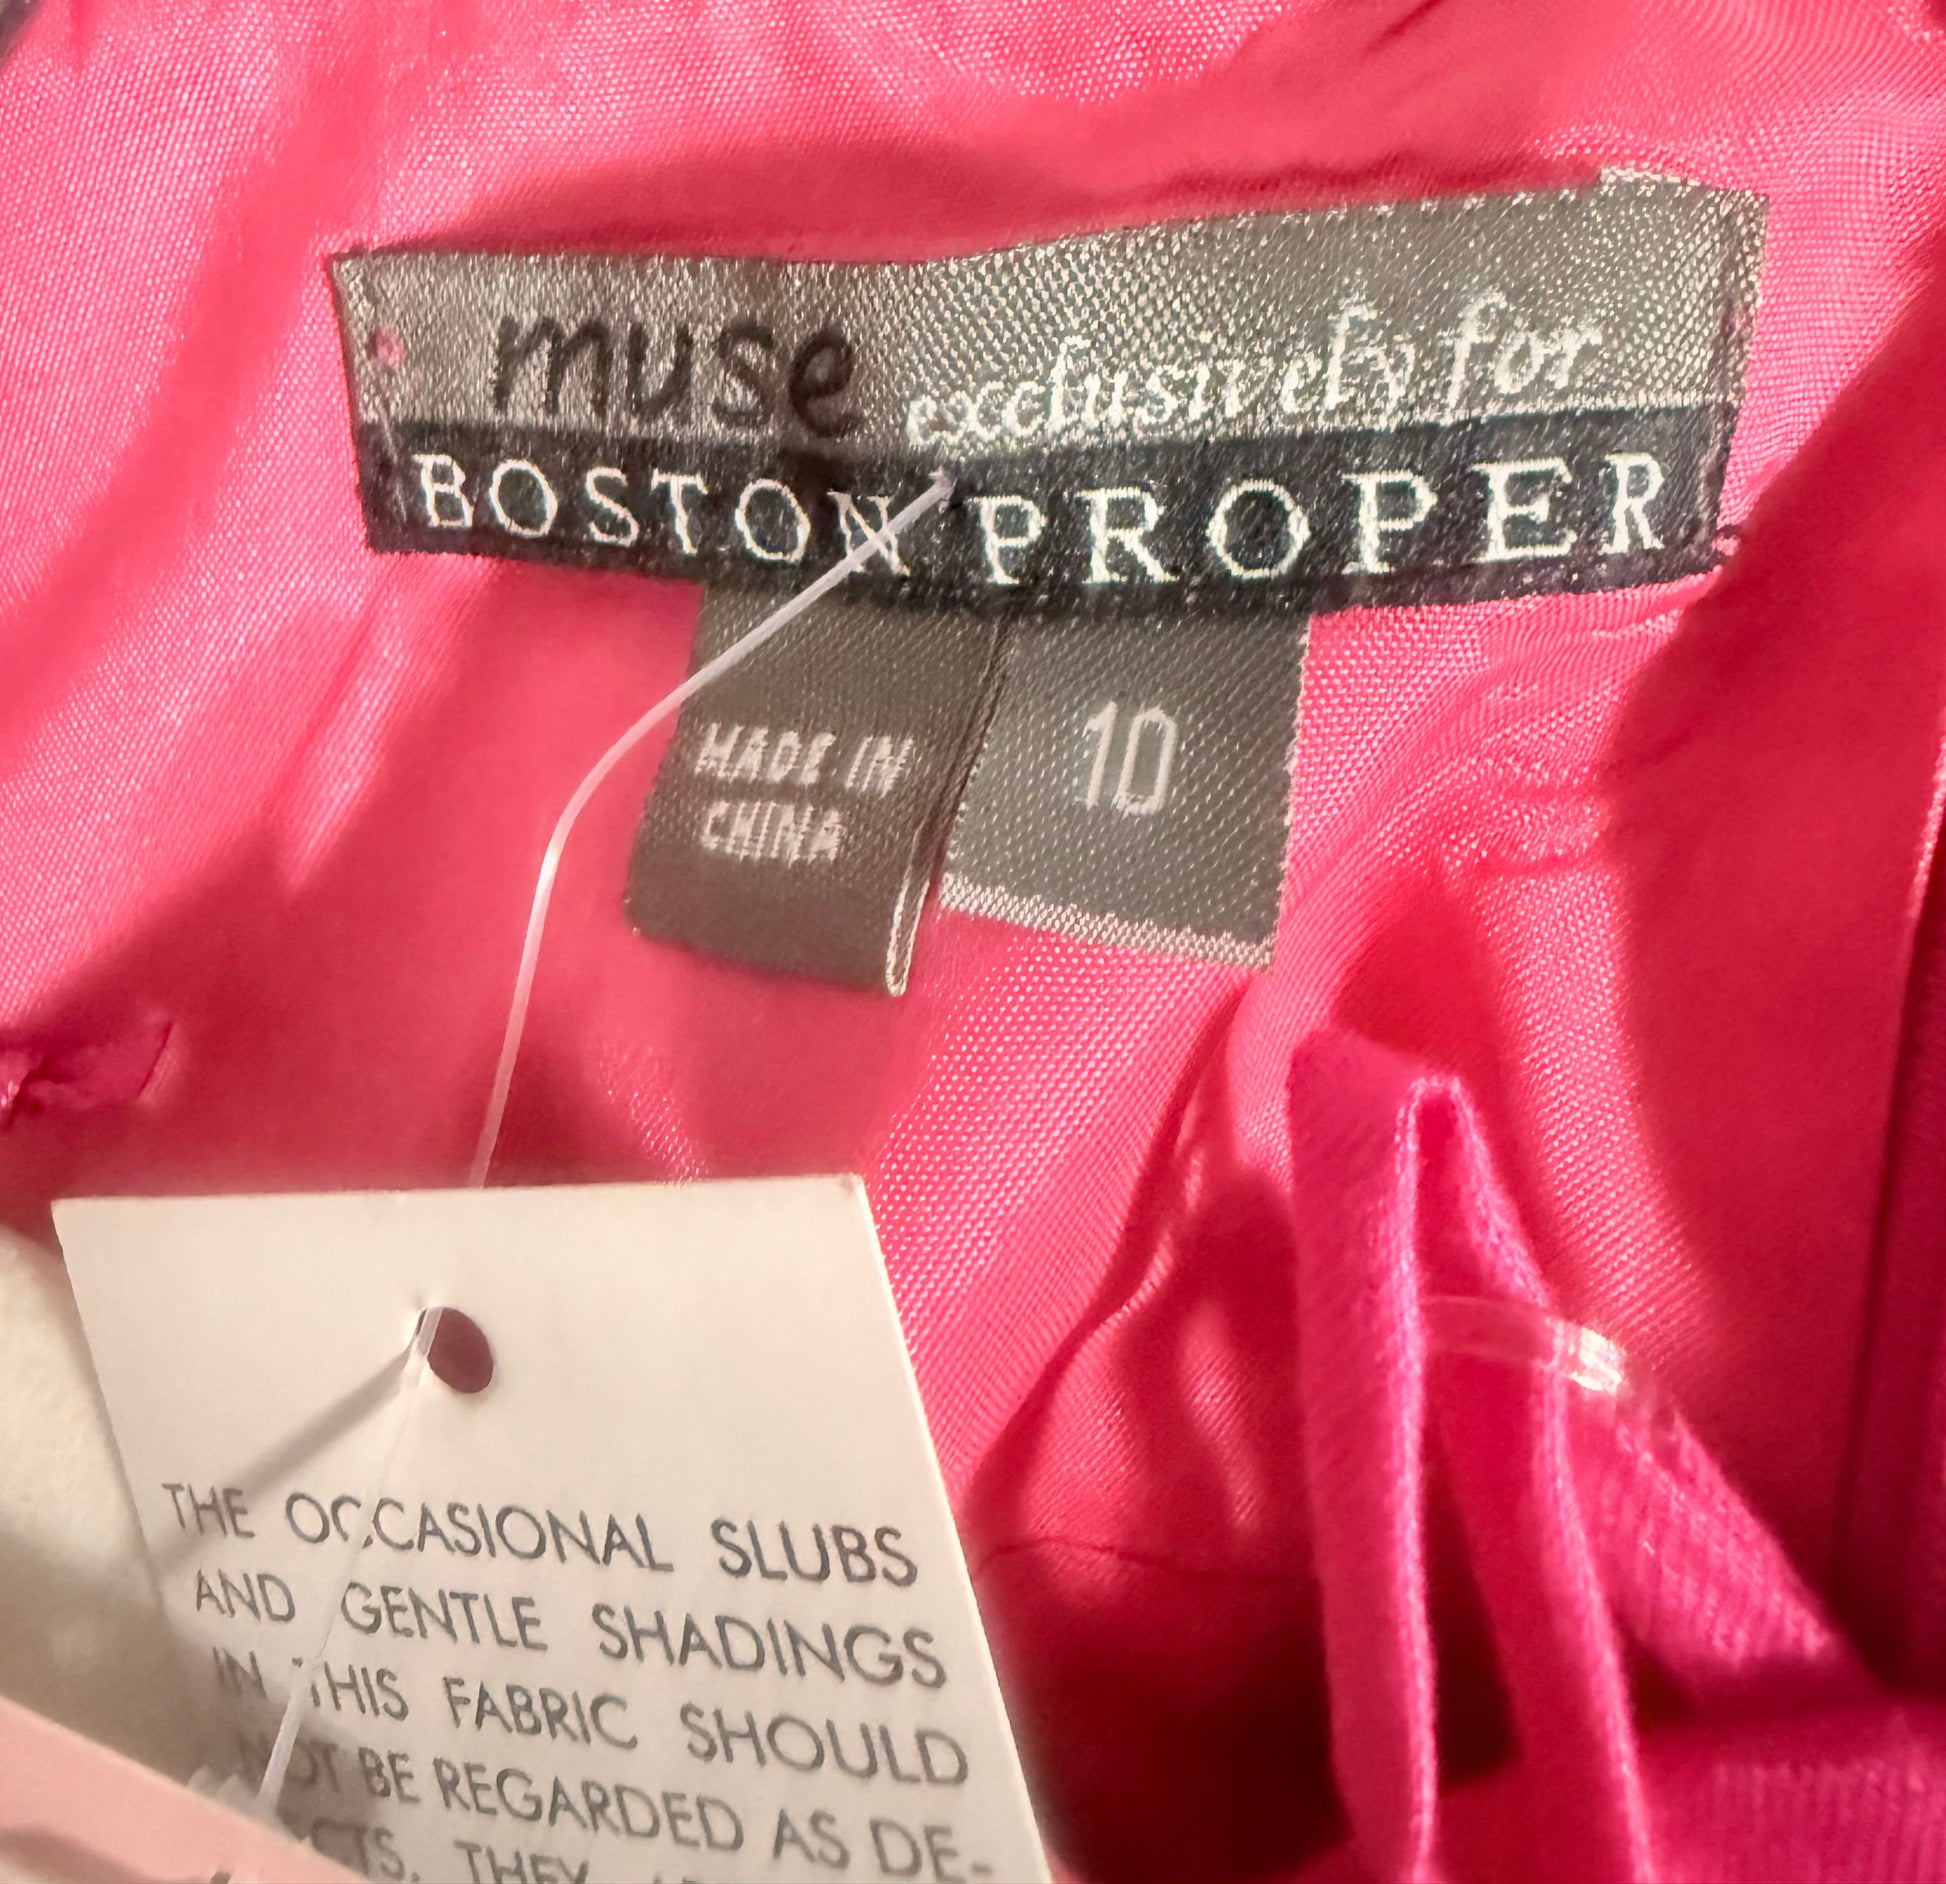 muse exclusively for
BOSTON PROPER
MADE IN
CHINA
10
THE OCCASIONAL SLUBS
AND GENTLE SHADINGS
IN THIS FABRIC SHOULD
NOT BE REGARDED AS DE-
THEY